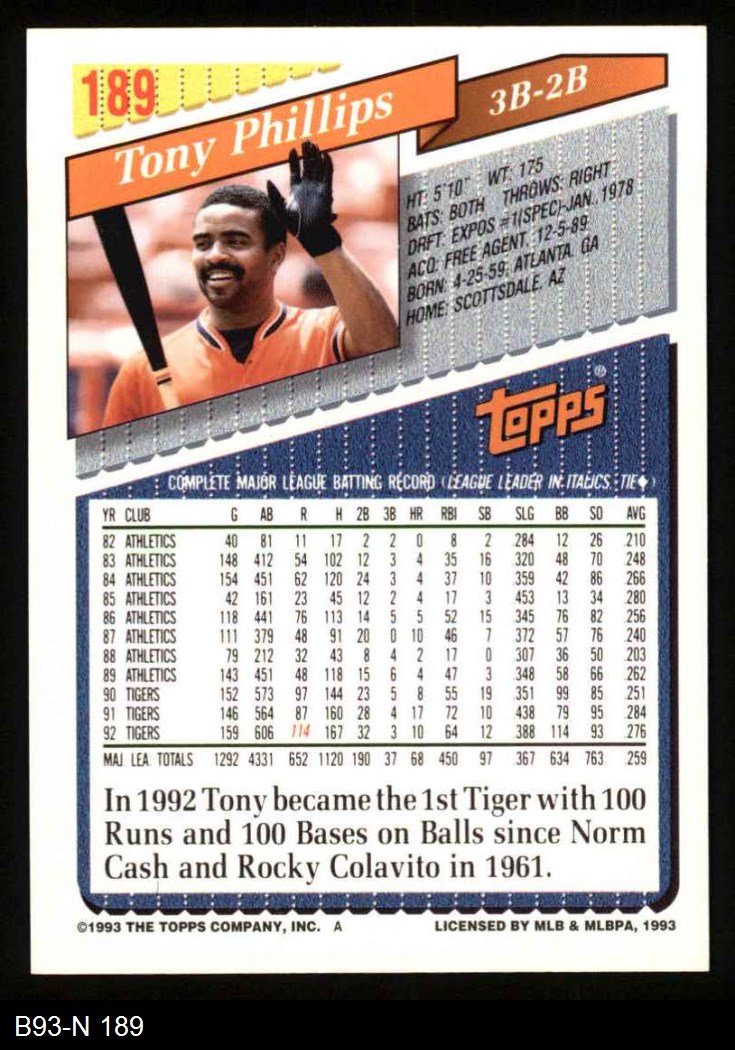 189
Tony Phillips
3B-2B
HT: 5'10" WT: 175
BATS: BOTH THROWS: RIGHT
DRFT: EXPOS #1(SPEC)-JAN. 1978
ACQ: FREE AGENT, 12-5-89
BORN: 4-25-59, ATLANTA, GA
HOME: SCOTTSDALE, AZ
topps®
COMPLETE MAJOR LEAGUE BATTING RECORD (LEAGUE LEADER IN ITALICS, TIE◆)
YR CLUB G AB R H 2B 3B HR RBI SB SLG BB SO AVG
82 ATHLETICS 40 81 11 17 2 2 0 8 2 .284 12 26 .210
83 ATHLETICS 148 412 54 102 12 3 4 35 16 .320 48 70 .248
84 ATHLETICS 154 451 62 120 24 3 4 37 10 .359 42 86 .266
85 ATHLETICS 42 161 23 45 12 2 4 17 3 .453 13 34 .280
86 ATHLETICS 118 441 76 113 14 5 5 52 15 .345 76 82 .256
87 ATHLETICS 111 379 48 91 20 0 10 46 7 .372 57 76 .240
88 ATHLETICS 79 212 32 43 8 4 2 17 0 .307 36 50 .203
89 ATHLETICS 143 451 48 118 15 6 4 47 3 .348 58 66 .262
90 TIGERS 152 573 97 144 23 5 8 55 19 .351 99 85 .251
91 TIGERS 146 564 87 160 28 4 17 72 10 .438 79 95 .284
92 TIGERS 159 606 114 167 32 3 10 64 12 .388 114 93 .276
MAJ. LEA. TOTALS 1292 4331 652 1120 190 37 68 450 97 .367 634 763 .259
In 1992 Tony became the 1st Tiger with 100
Runs and 100 Bases on Balls since Norm
Cash and Rocky Colavito in 1961.
©1993 THE TOPPS COMPANY, INC. A LICENSED BY MLB & MLBPA, 1993
B93-N 189